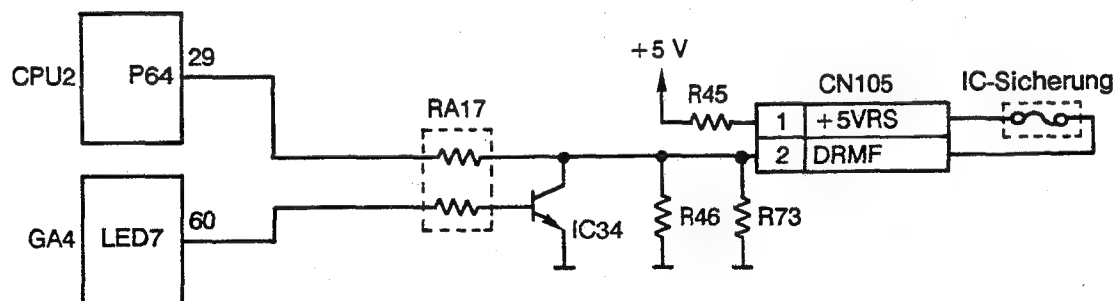 CPU2
P64
29
RA17
+5 V
R45
CN105
1 +5VRS
2 DRMF
IC-Sicherung
R46
R73
IC34
GA4
LED7
60